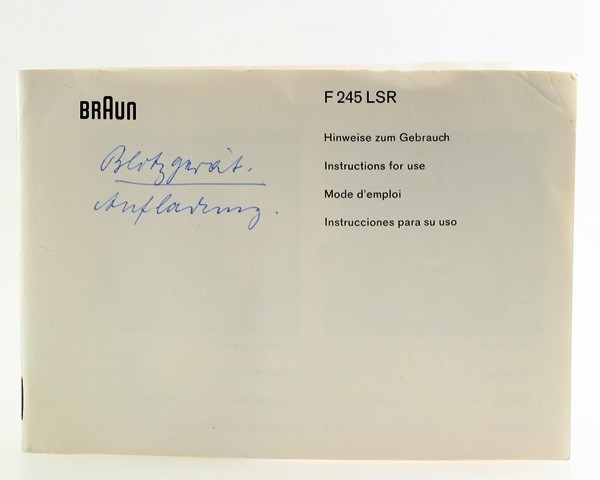 BRAUN
Blitzgerät.
Aufladung.
F 245 LSR
Hinweise zum Gebrauch
Instructions for use
Mode d'emploi
Instrucciones para su uso